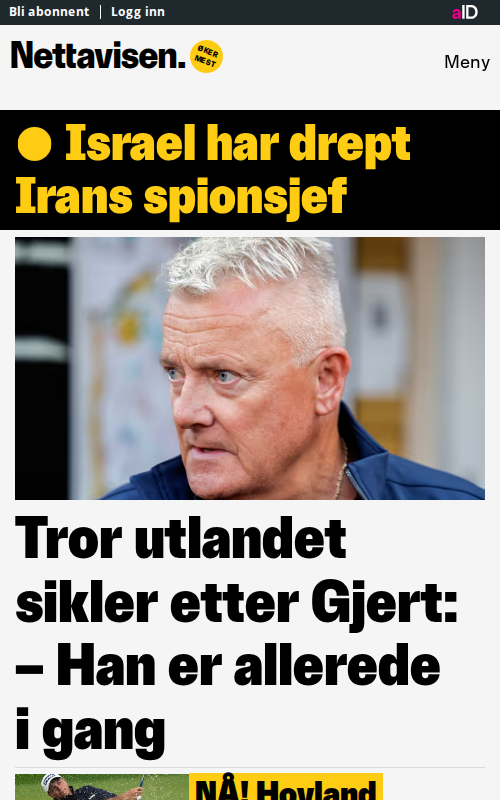 Bli abonnent | Logg inn
aID
Nettavisen.
ØKER
MEST
Meny
Israel har drept
Irans spionsjef
Tror utlandet
sikler etter Gjert:
– Han er allerede
i gang
NÅ! Hovland